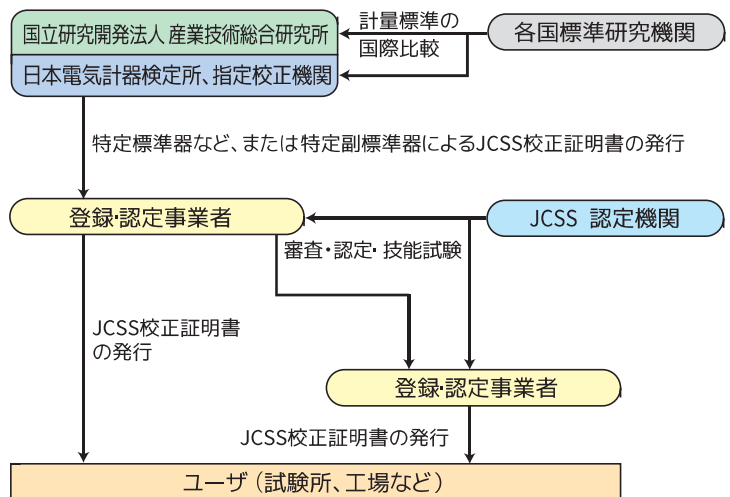 国立研究開発法人 産業技術総合研究所
計量標準の
国際比較
各国標準研究機関
日本電気計器検定所、指定校正機関
特定標準器など、または特定副標準器によるJCSS校正証明書の発行
登録・認定事業者
JCSS 認定機関
審査・認定・技能試験
JCSS校正証明書
の発行
登録・認定事業者
JCSS校正証明書の発行
ユーザ(試験所、工場など)